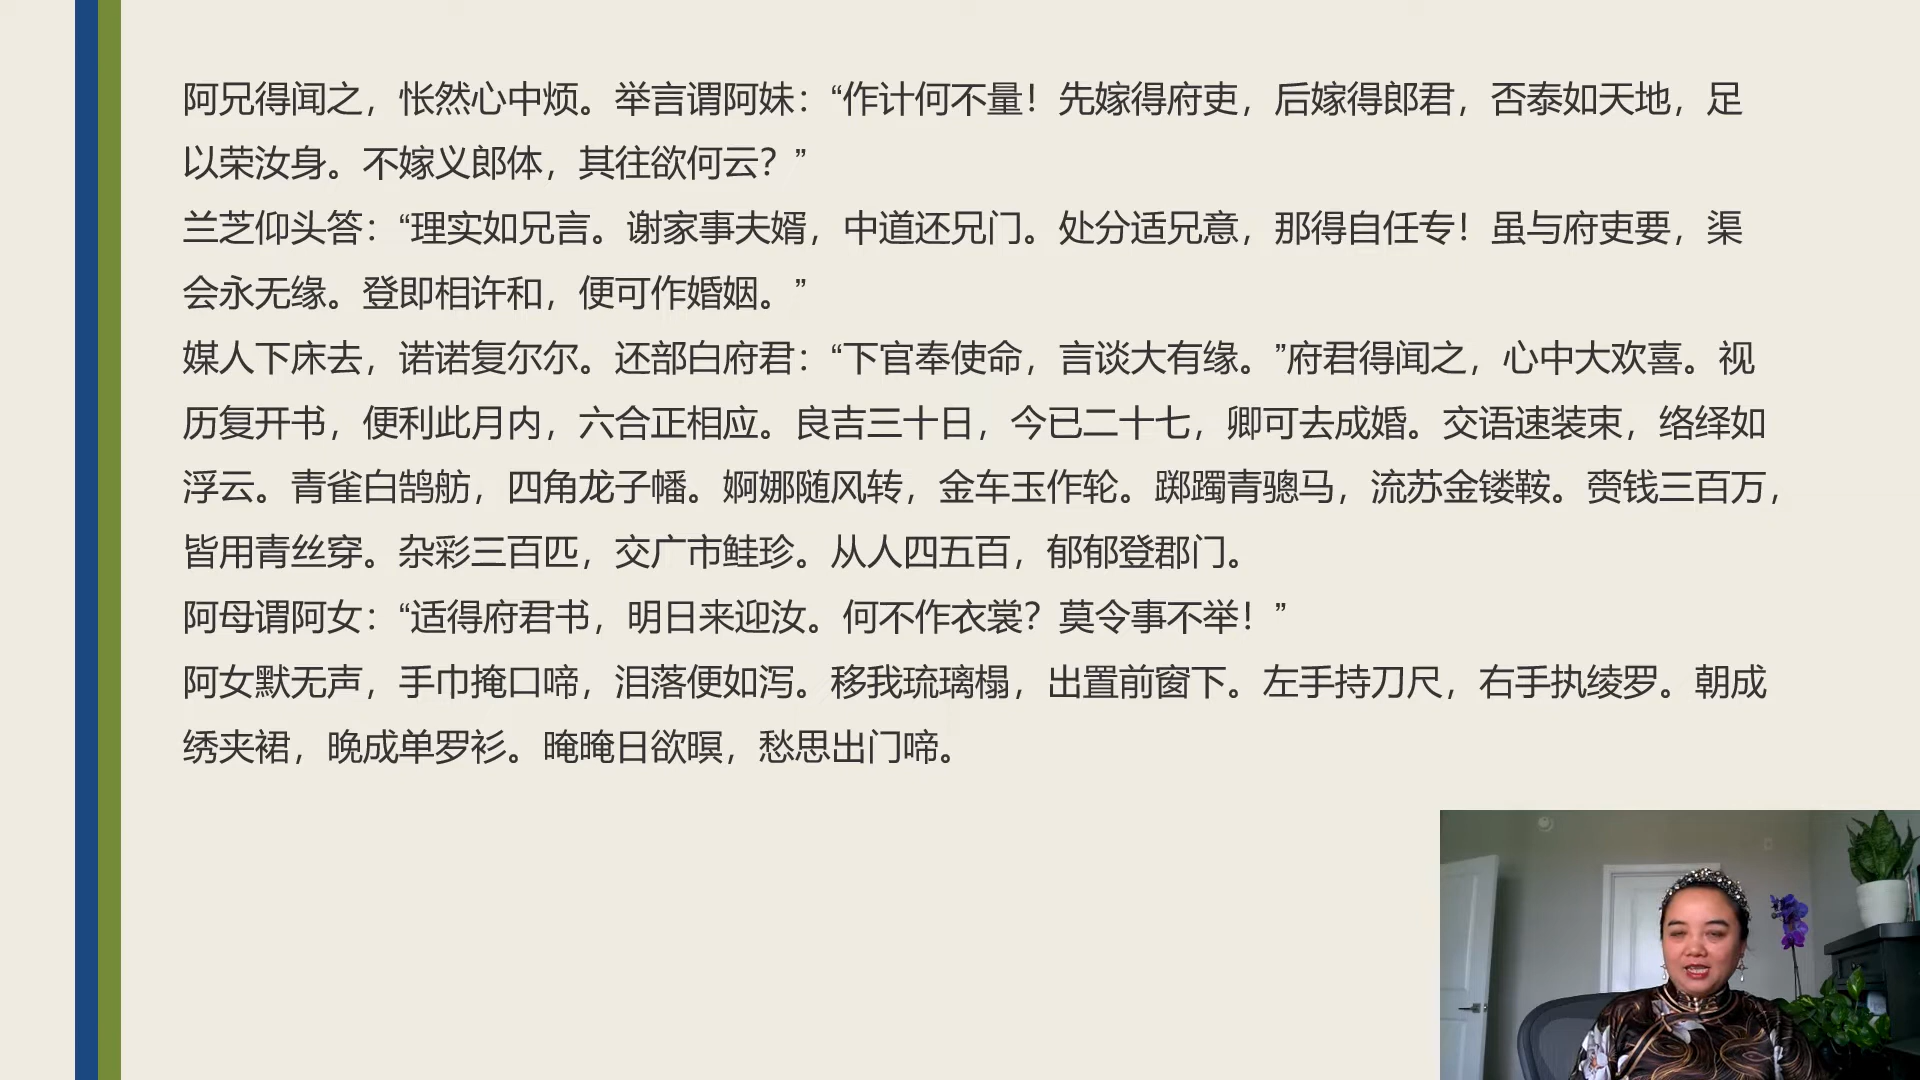 阿兄得闻之，怅然心中烦。举言谓阿妹：“作计何不量！先嫁得府吏，后嫁得郎君，否泰如天地，足
以荣汝身。不嫁义郎体，其往欲何云？”
兰芝仰头答：“理实如兄言。谢家事夫婿，中道还兄门。处分适兄意，那得自任专！虽与府吏要，渠
会永无缘。登即相许和，便可作婚姻。”
媒人下床去，诺诺复尔尔。还部白府君：“下官奉使命，言谈大有缘。”府君得闻之，心中大欢喜。视
历复开书，便利此月内，六合正相应。良吉三十日，今已二十七，卿可去成婚。交语速装束，络绎如
浮云。青雀白鹄舫，四角龙子幡。婀娜随风转，金车玉作轮。踯躅青骢马，流苏金镂鞍。赍钱三百万，
皆用青丝穿。杂彩三百匹，交广市鲑珍。从人四五百，郁郁登郡门。
阿母谓阿女：“适得府君书，明日来迎汝。何不作衣裳？莫令事不举！”
阿女默无声，手巾掩口啼，泪落便如泻。移我琉璃榻，出置前窗下。左手持刀尺，右手执绫罗。朝成
绣夹裙，晚成单罗衫。晻晻日欲暝，愁思出门啼。